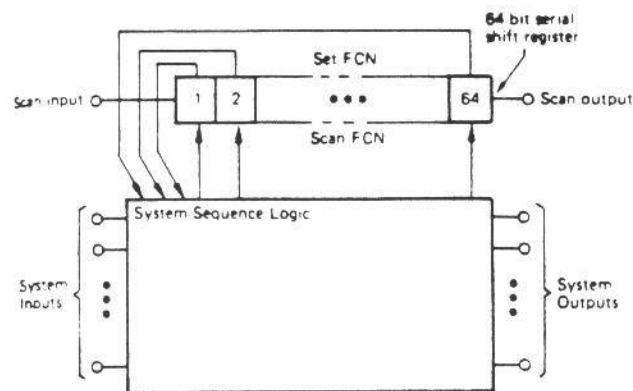 64 bit serial
shift register
Set FCN
Scan input
1
2
64
Scan output
Scan FCN
System Sequence Logic
System
Inputs
System
Outputs